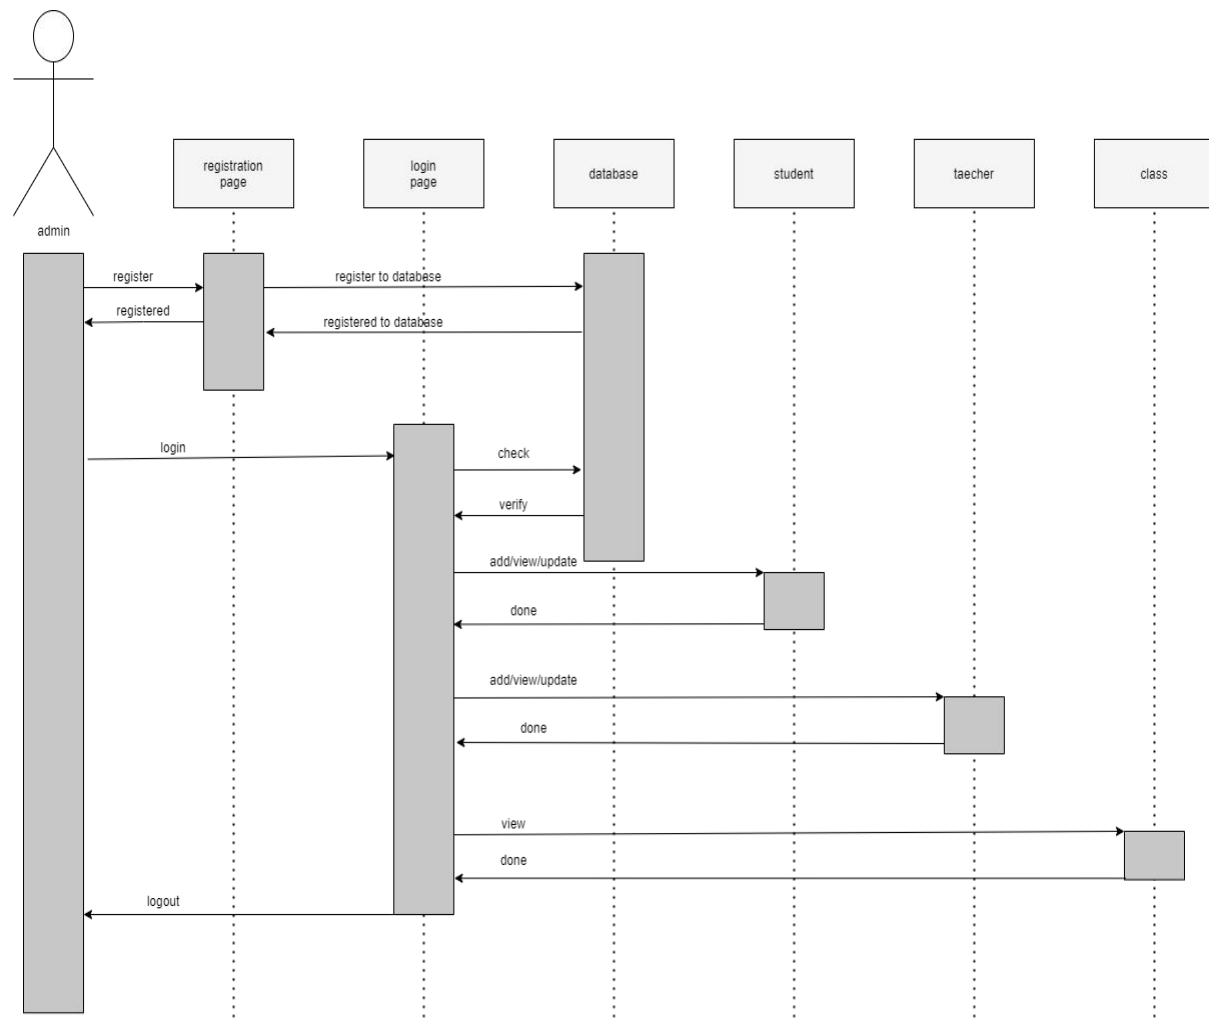 registration
page
login
page
database
student
taecher
class
admin
register
register to database
registered
registered to database
login
check
verify
add/view/update
done
add/view/update
done
view
done
logout